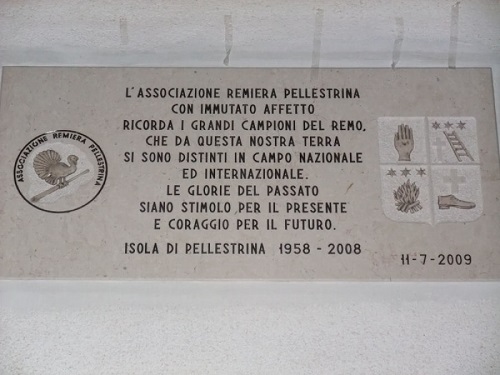 L'ASSOCIAZIONE REMIERA PELLESTRINA
CON IMMUTATO AFFETTO
RICORDA I GRANDI CAMPIONI DEL REMO,
CHE DA QUESTA NOSTRA TERRA
SI SONO DISTINTI IN CAMPO NAZIONALE
ED INTERNAZIONALE.
LE GLORIE DEL PASSATO
SIANO STIMOLO PER IL PRESENTE
E CORAGGIO PER IL FUTURO.
ISOLA DI PELLESTRINA 1958 - 2008
ASSOCIAZIONE REMIERA PELLESTRINA
11-7-2009